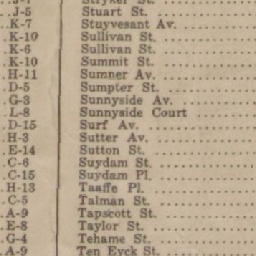 Stryker St.
J-5 Stuart St.
K-7 Stuyvesant Av.
K-10 Sullivan St.
K-6 Sullivan St.
K-10 Summit St.
H-11 Sumner Av.
D-5 Sumpter St.
G-3 Sunnyside Av.
L-8 Sunnyside Court
D-15 Surf Av.
H-3 Sutter Av.
E-14 Sutton St.
C-6 Suydam St.
C-15 Suydam Pl.
H-13 Taaffe Pl.
C-5 Talman St.
A-9 Tapscott St.
E-8 Taylor St.
G-4 Tehame St.
A-9 Ten Eyck St.